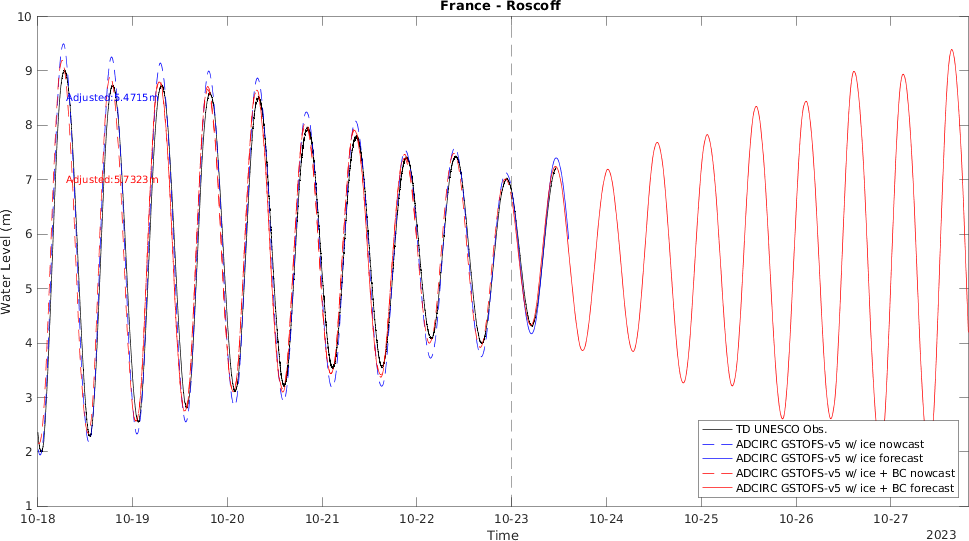 France - Roscoff
10
9
8
7
6
5
4
3
2
1
Water Level (m)
Adjusted:5.4715m
Adjusted:5.7323m
TD UNESCO Obs.
ADCIRC GSTOFS-v5 w/ ice nowcast
ADCIRC GSTOFS-v5 w/ ice forecast
ADCIRC GSTOFS-v5 w/ ice + BC nowcast
ADCIRC GSTOFS-v5 w/ ice + BC forecast
10-18 10-19 10-20 10-21 10-22 10-23 10-24 10-25 10-26 10-27
Time
2023